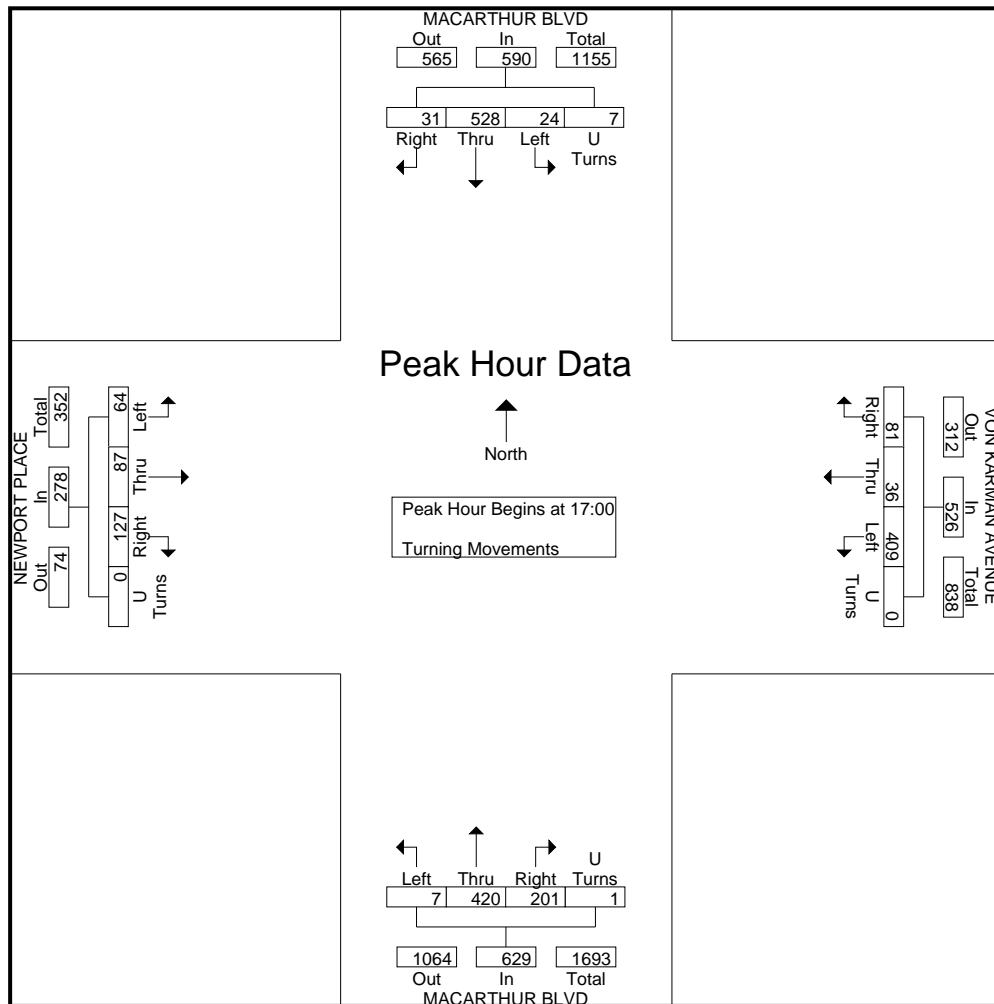 MACARTHUR BLVD
Out In Total
565 590 1155
31 528 24 7
Right Thru Left U Turns
Peak Hour Data
North
Peak Hour Begins at 17:00
Turning Movements
NEWPORT PLACE
Out In Total
74 278 352
0 127 87 64
U Turns Right Thru Left
VON KARMAN AVENUE
Out In Total
312 526 838
81 36 409 0
Right Thru Left U Turns
Left Thru Right U Turns
7 420 201 1
1064 629 1693
Out In Total
MACARTHUR BLVD